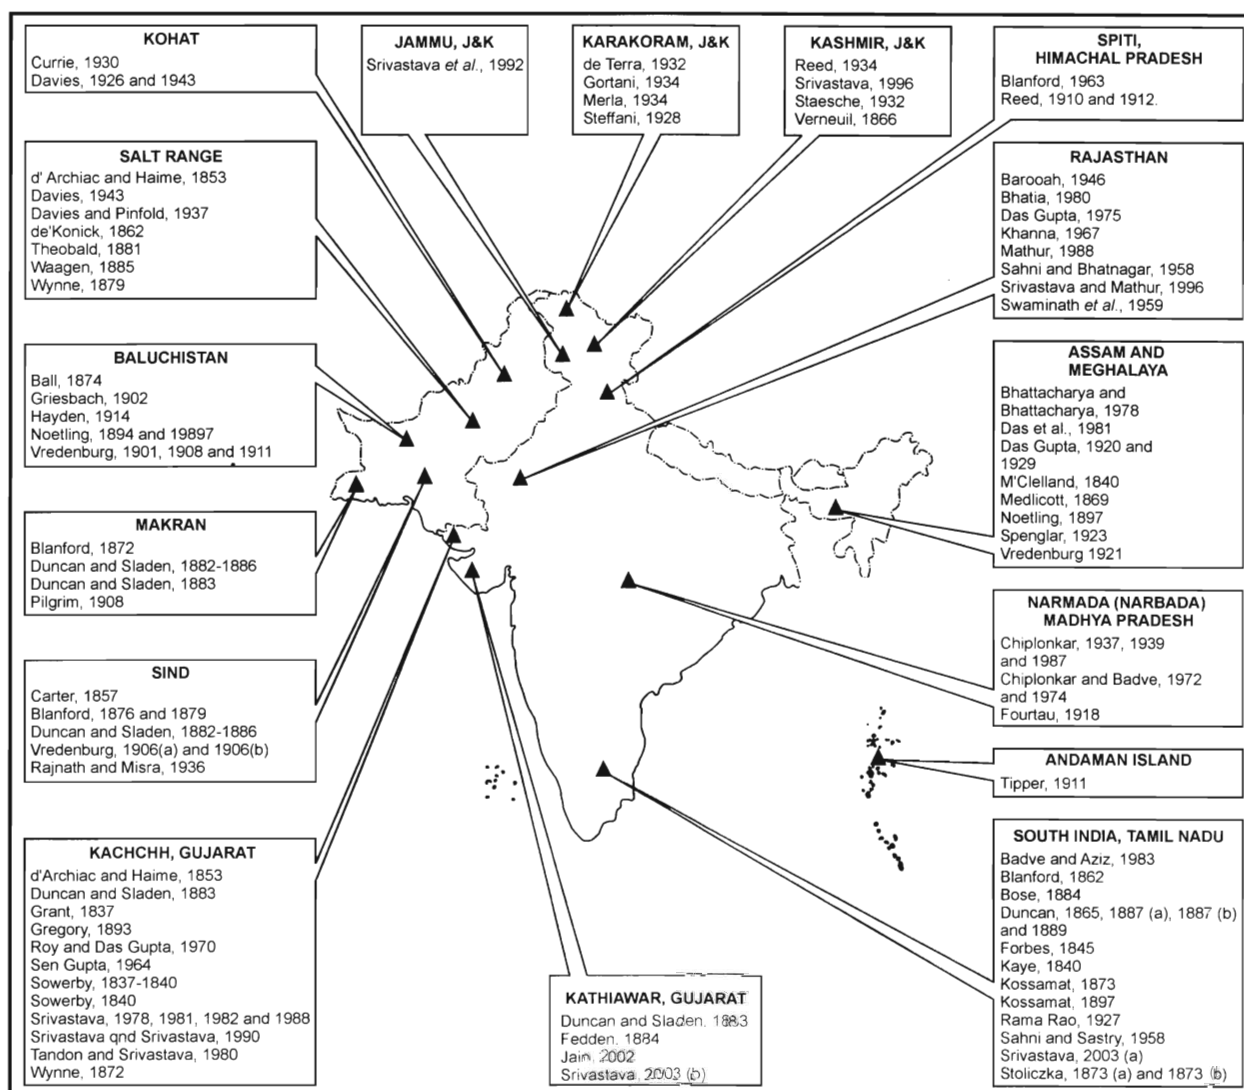 KOHAT
Currie, 1930
Davies, 1926 and 1943
JAMMU, J&K
Srivastava et al., 1992
KARAKORAM, J&K
de Terra, 1932
Gortani, 1934
Merla, 1934
Steffani, 1928
KASHMIR, J&K
Reed, 1934
Srivastava, 1996
Staesche, 1932
Verneuil, 1866
SPITI,
HIMACHAL PRADESH
Blanford, 1963
Reed, 1910 and 1912.
SALT RANGE
d' Archiac and Haime, 1853
Davies, 1943
Davies and Pinfold, 1937
de'Konick, 1862
Theobald, 1881
Waagen, 1885
Wynne, 1879
RAJASTHAN
Barooah, 1946
Bhatia, 1980
Das Gupta, 1975
Khanna, 1967
Mathur, 1988
Sahni and Bhatnagar, 1958
Srivastava and Mathur, 1996
Swaminath et al., 1959
BALUCHISTAN
Ball, 1874
Griesbach, 1902
Hayden, 1914
Noetling, 1894 and 19897
Vredenburg, 1901, 1908 and 1911
ASSAM AND
MEGHALAYA
Bhattacharya and
Bhattacharya, 1978
Das et al., 1981
Das Gupta, 1920 and
1929
M'Clelland, 1840
Medlicott, 1869
Noetling, 1897
Spenglar, 1923
Vredenburg 1921
MAKRAN
Blanford, 1872
Duncan and Sladen, 1882-1886
Duncan and Sladen, 1883
Pilgrim, 1908
NARMADA (NARBADA)
MADHYA PRADESH
Chiplonkar, 1937, 1939
and 1987
Chiplonkar and Badve, 1972
and 1974
Fourtau, 1918
SIND
Carter, 1857
Blanford, 1876 and 1879
Duncan and Sladen, 1882-1886
Vredenburg, 1906(a) and 1906(b)
Rajnath and Misra, 1936
ANDAMAN ISLAND
Tipper, 1911
KACHCHH, GUJARAT
d'Archiac and Haime, 1853
Duncan and Sladen, 1883
Grant, 1837
Gregory, 1893
Roy and Das Gupta, 1970
Sen Gupta, 1964
Sowerby, 1837-1840
Sowerby, 1840
Srivastava, 1978, 1981, 1982 and 1988
Srivastava qnd Srivastava, 1990
Tandon and Srivastava, 1980
Wynne, 1872
KATHIAWAR, GUJARAT
Duncan and Sladen, 1883
Fedden, 1884
Jain, 2002
Srivastava, 2003 (b)
SOUTH INDIA, TAMIL NADU
Badve and Aziz, 1983
Blanford, 1862
Bose, 1884
Duncan, 1865, 1887 (a), 1887 (b)
and 1889
Forbes, 1845
Kaye, 1840
Kossamat, 1873
Kossamat, 1897
Rama Rao, 1927
Sahni and Sastry, 1958
Srivastava, 2003 (a)
Stoliczka, 1873 (a) and 1873 (b)